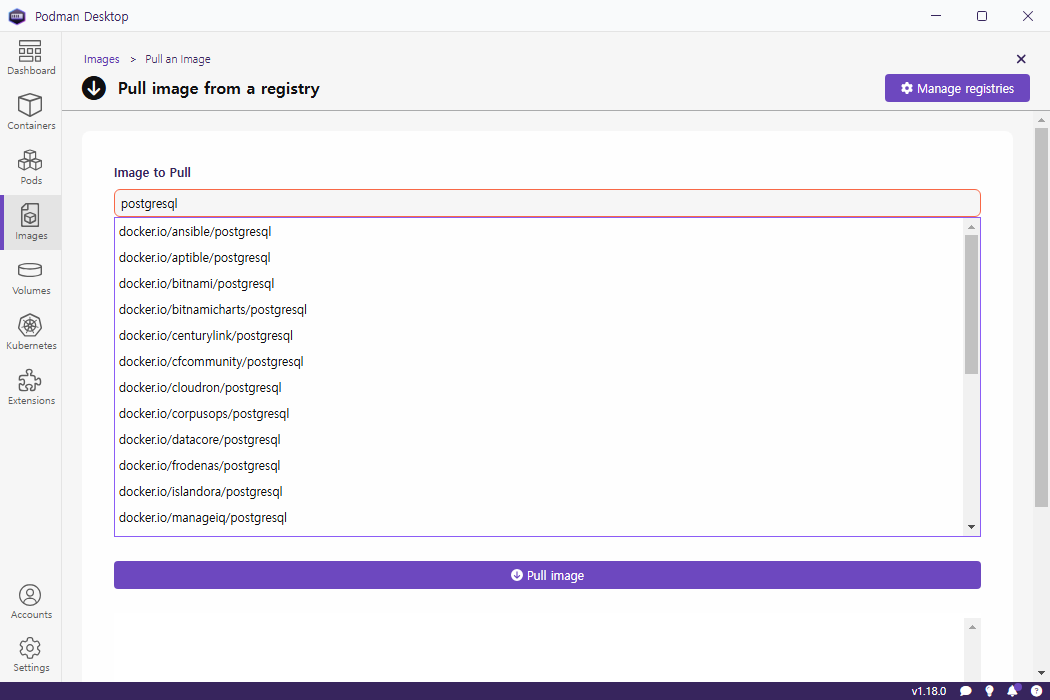 Podman Desktop
Dashboard
Containers
Pods
Images
Volumes
Kubernetes
Extensions
Accounts
Settings
Images > Pull an Image
Pull image from a registry
Manage registries
Image to Pull
postgresql
docker.io/ansible/postgresql
docker.io/aptible/postgresql
docker.io/bitnami/postgresql
docker.io/bitnamicharts/postgresql
docker.io/centurylink/postgresql
docker.io/cfcommunity/postgresql
docker.io/cloudron/postgresql
docker.io/corpusops/postgresql
docker.io/datacore/postgresql
docker.io/frodenas/postgresql
docker.io/islandora/postgresql
docker.io/manageiq/postgresql
Pull image
v1.18.0